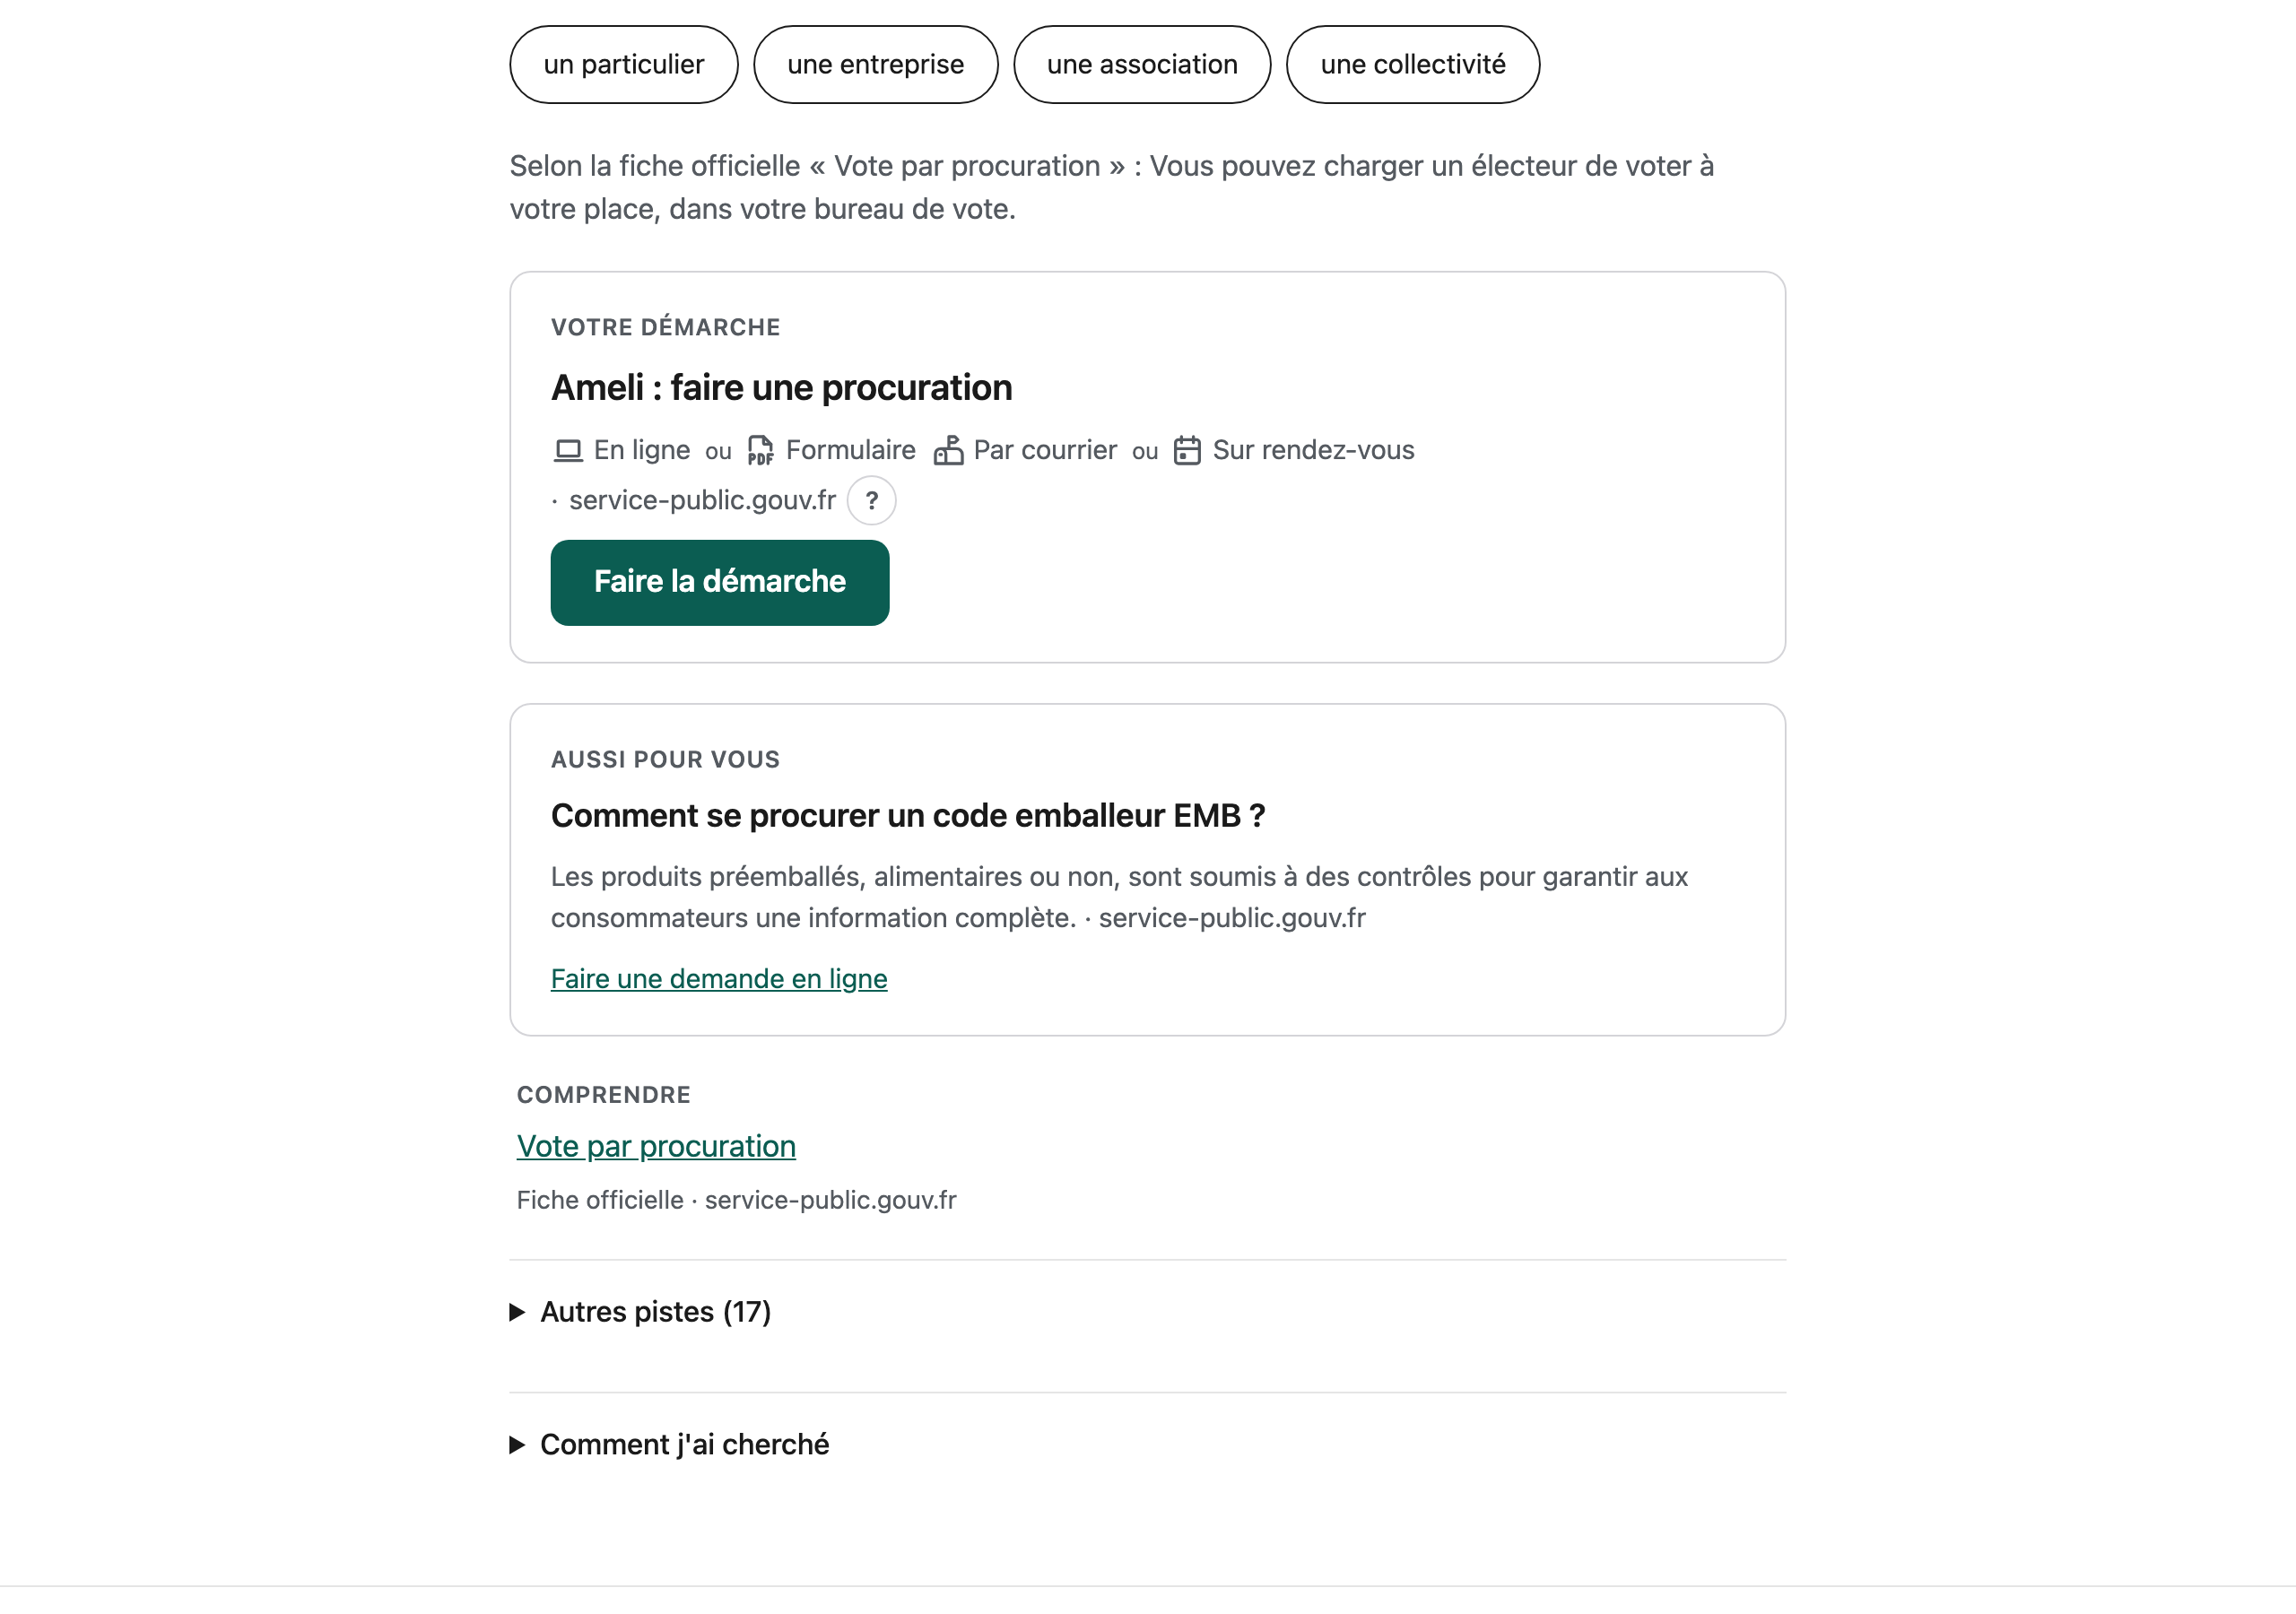 un particulier une entreprise une association une collectivité
Selon la fiche officielle « Vote par procuration » : Vous pouvez charger un électeur de voter à
votre place, dans votre bureau de vote.
VOTRE DÉMARCHE
Ameli : faire une procuration
En ligne ou PDF Formulaire Par courrier ou Sur rendez-vous
· service-public.gouv.fr ?
Faire la démarche
AUSSI POUR VOUS
Comment se procurer un code emballeur EMB ?
Les produits préemballés, alimentaires ou non, sont soumis à des contrôles pour garantir aux
consommateurs une information complète. · service-public.gouv.fr
Faire une demande en ligne
COMPRENDRE
Vote par procuration
Fiche officielle · service-public.gouv.fr
Autres pistes (17)
Comment j'ai cherché